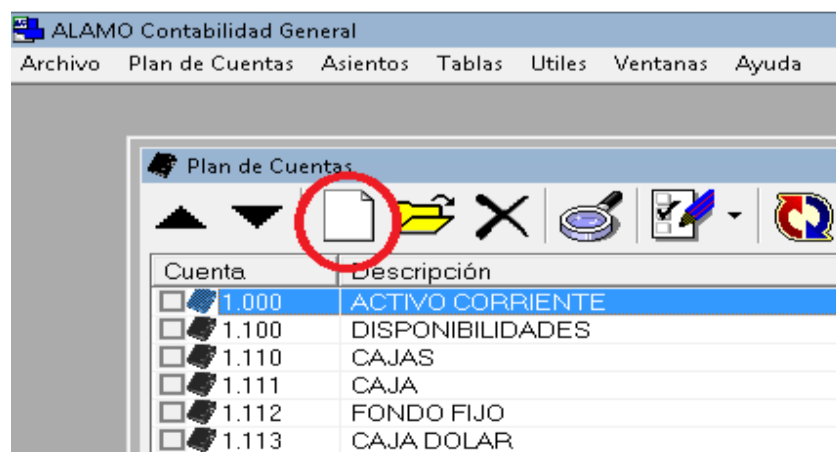 ALAMO Contabilidad General
Archivo Plan de Cuentas Asientos Tablas Utiles Ventanas Ayuda
Plan de Cuentas
Cuenta Descripción
1.000 ACTIVO CORRIENTE
1.100 DISPONIBILIDADES
1.110 CAJAS
1.111 CAJA
1.112 FONDO FIJO
1.113 CAJA DOLAR